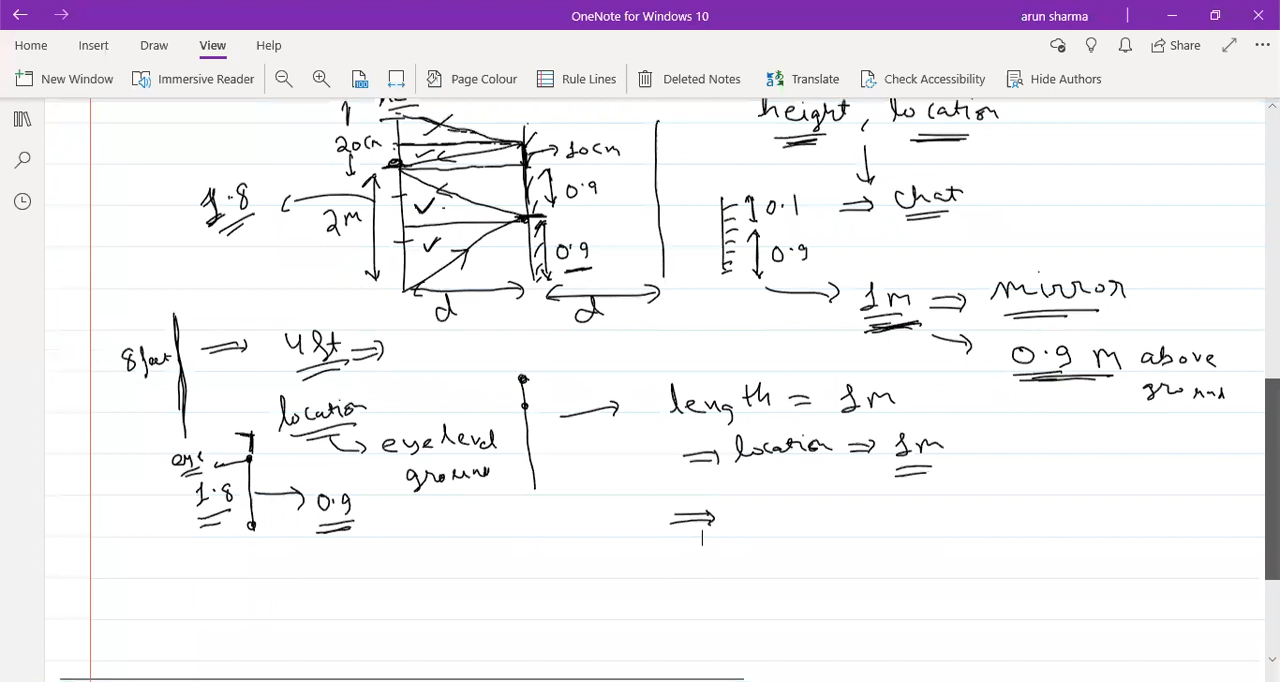 OneNote for Windows 10
arun sharma
Home Insert Draw View Help
Share
New Window Immersive Reader Page Colour Rule Lines Deleted Notes Translate Check Accessibility Hide Authors
height, location
20cm
10cm
1.8
2m
0.9
0.9
0.1 ⇒ chat
0.9
d d
1m ⇒ mirror
0.9 m above
ground
8 feet ⇒ 4ft ⇒
location
eye level
ground
length = 1m
⇒ location ⇒ 1m
eye
1.8 → 0.9
⇒